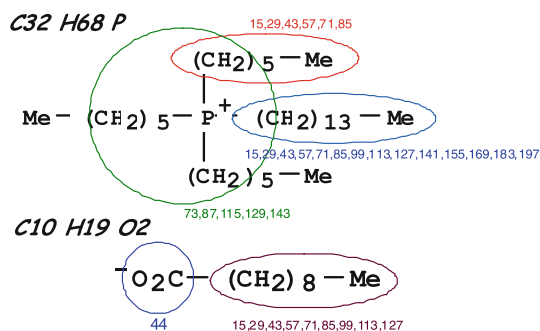 C32 H68 P
15,29,43,57,71,85
(CH2)5—Me
Me—(CH2)5—P+—(CH2)13—Me
15,29,43,57,71,85,99,113,127,141,155,169,183,197
(CH2)5—Me
73,87,115,129,143
C10 H19 O2
−O2C—(CH2)8—Me
44
15,29,43,57,71,85,99,113,127